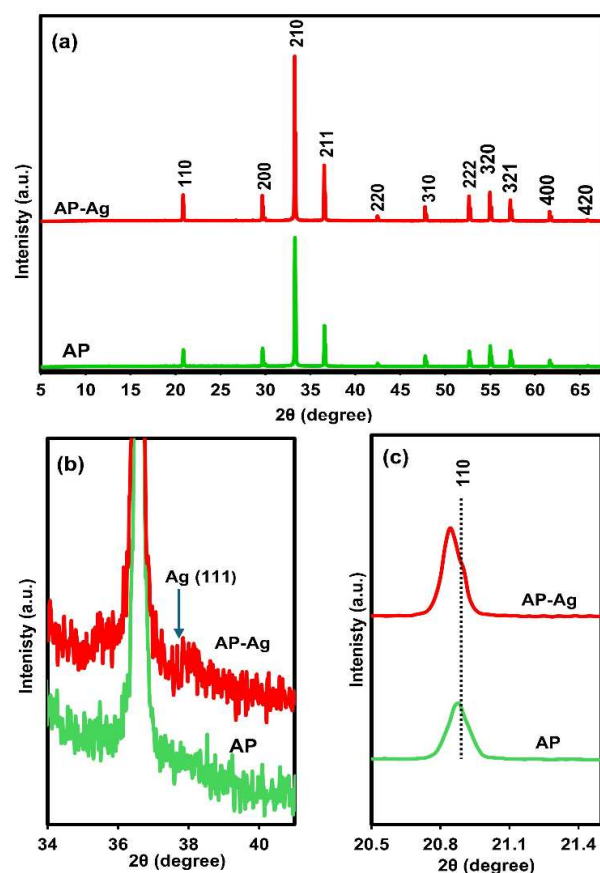 (a)
Intenisty (a.u.)
210
110
200
211
220
310
222
320
321
400
420
AP-Ag
AP
5 10 15 20 25 30 35 40 45 50 55 60 65
2θ (degree)
(b)
Intenisty (a.u.)
Ag (111)
AP-Ag
AP
34 36 38 40
2θ (degree)
(c)
Intenisty (a.u.)
110
AP-Ag
AP
20.5 20.8 21.1 21.4
2θ (degree)